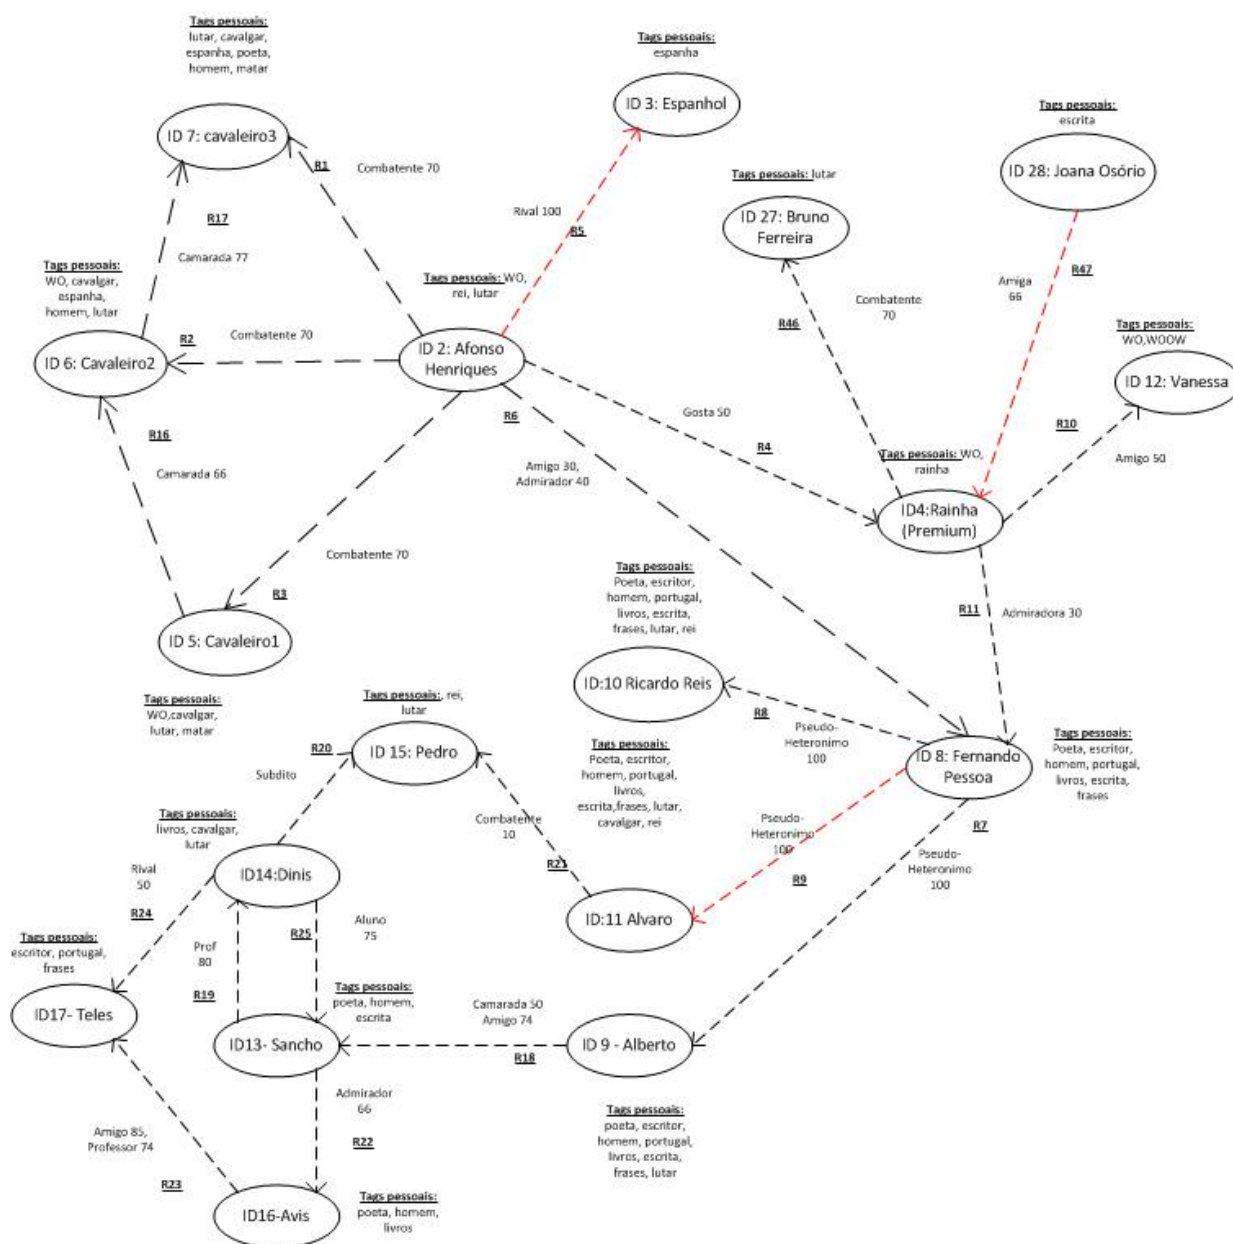 Tags pessoais:
lutar, cavalgar,
espanha, poeta,
homem, matar
ID 7: cavaleiro3
R1
Combatente 70
R17
Camarada 77
Tags pessoais:
espanha
ID 3: Espanhol
Rival 100
R5
Tags pessoais:
escrita
ID 28: Joana Osório
Tags pessoais: lutar
ID 27: Bruno
Ferreira
R47
Amiga
66
Combatente
70
R46
Tags pessoais:
WO, cavalgar,
espanha,
homem, lutar
ID 6: Cavaleiro2
R2
Combatente 70
Tags pessoais: WO,
rei, lutar
ID 2: Afonso
Henriques
Tags pessoais:
WO,WOOW
ID 12: Vanessa
R10
Amigo 50
Gosta 50
R4
R6
Amigo 30,
Admirador 40
Tags pessoais: WO,
rainha
ID4:Rainha
(Premium)
R16
Camarada 66
Combatente 70
R3
ID 5: Cavaleiro1
Tags pessoais:
WO,cavalgar,
lutar, matar
Tags pessoais:
Poeta, escritor,
homem, portugal,
livros, escrita,
frases, lutar, rei
ID:10 Ricardo Reis
R11
Admiradora 30
R8
Pseudo-
Heteronimo
100
ID 8: Fernando
Pessoa
Tags pessoais:
Poeta, escritor,
homem, portugal,
livros, escrita,
frases
Tags pessoais:, rei,
lutar
ID 15: Pedro
R20
Subdito
Tags pessoais:
Poeta, escritor,
homem, portugal,
livros,
escrita,frases, lutar,
cavalgar, rei
Pseudo-
Heteronimo
100
R9
R7
Pseudo-
Heteronimo
100
Combatente
10
R21
ID:11 Alvaro
Tags pessoais:
livros, cavalgar,
lutar
ID14:Dinis
Rival
50
R24
R25
Aluno
75
Prof
80
R19
Tags pessoais:
escritor, portugal,
frases
ID17- Teles
Tags pessoais:
poeta, homem,
escrita
ID13- Sancho
Camarada 50
Amigo 74
R18
ID 9 - Alberto
Tags pessoais:
poeta, escritor,
homem, portugal,
livros, escrita,
frases, lutar
Admirador
66
R22
Amigo 85,
Professor 74
R23
ID16-Avis
Tags pessoais:
poeta, homem,
livros